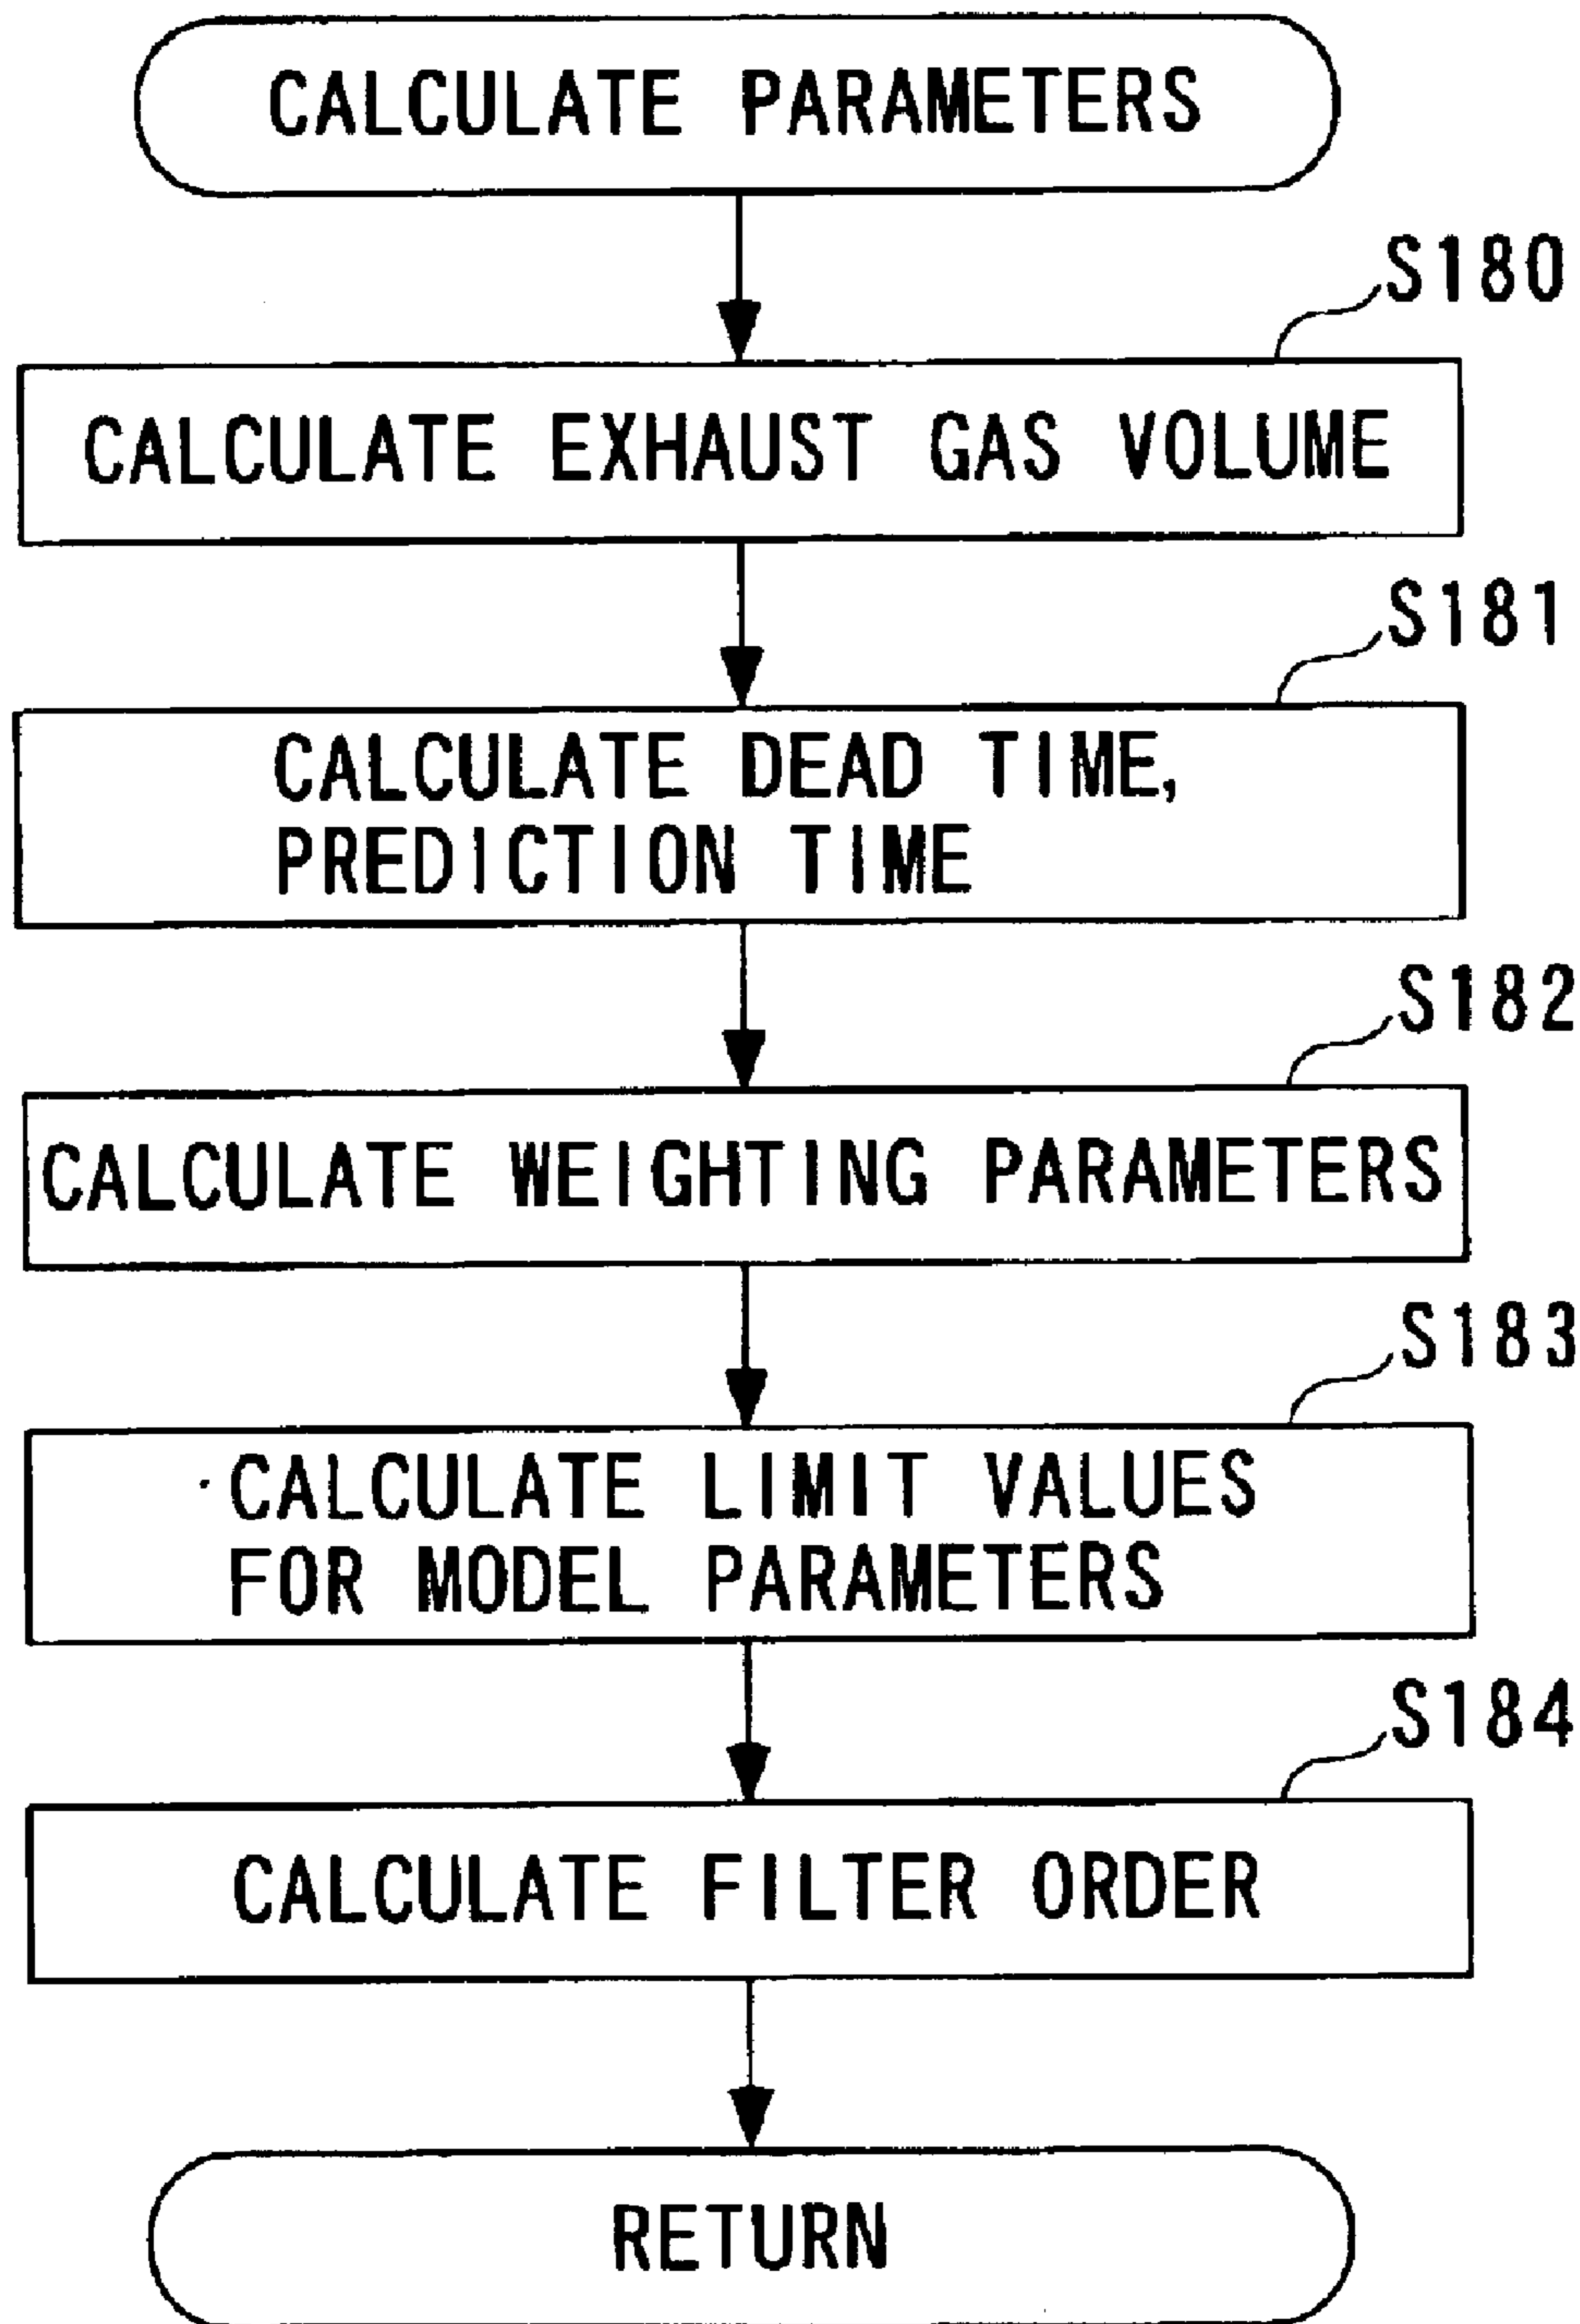 CALCULATE PARAMETERS
S180
CALCULATE EXHAUST GAS VOLUME
S181
CALCULATE DEAD TIME,
PREDICTION TIME
S182
CALCULATE WEIGHTING PARAMETERS
S183
CALCULATE LIMIT VALUES
FOR MODEL PARAMETERS
S184
CALCULATE FILTER ORDER
RETURN